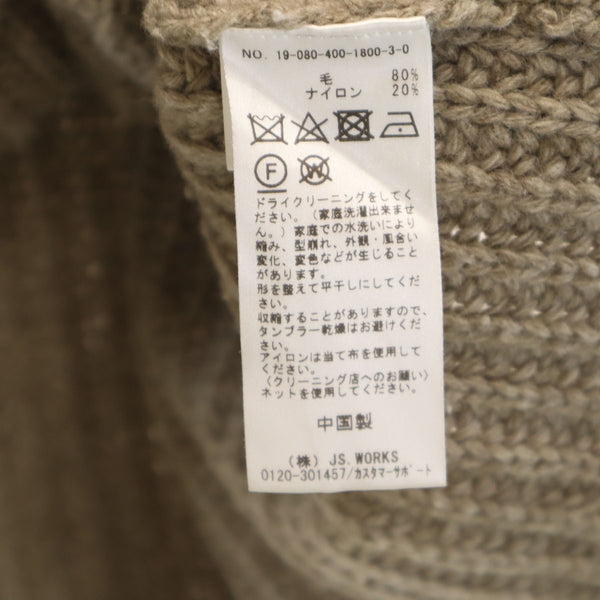 NO. 19-080-400-1800-3-0
毛 80%
ナイロン 20%
F W
ドライクリーニングをしてく
ださい。(家庭洗濯出来ませ
ん。)家庭での水洗いにより
縮み、型崩れ、外観・風合い
変化、変色などが生じること
があります。
形を整えて平干しにしてくだ
さい。
収縮することがありますので、
タンブラー乾燥はお避けくだ
さい。
アイロンは当て布を使用して
ください。
(クリーニング店へのお願い)
ネットを使用してください。
中国製
(株) JS.WORKS
0120-301457/カスタマーサポート